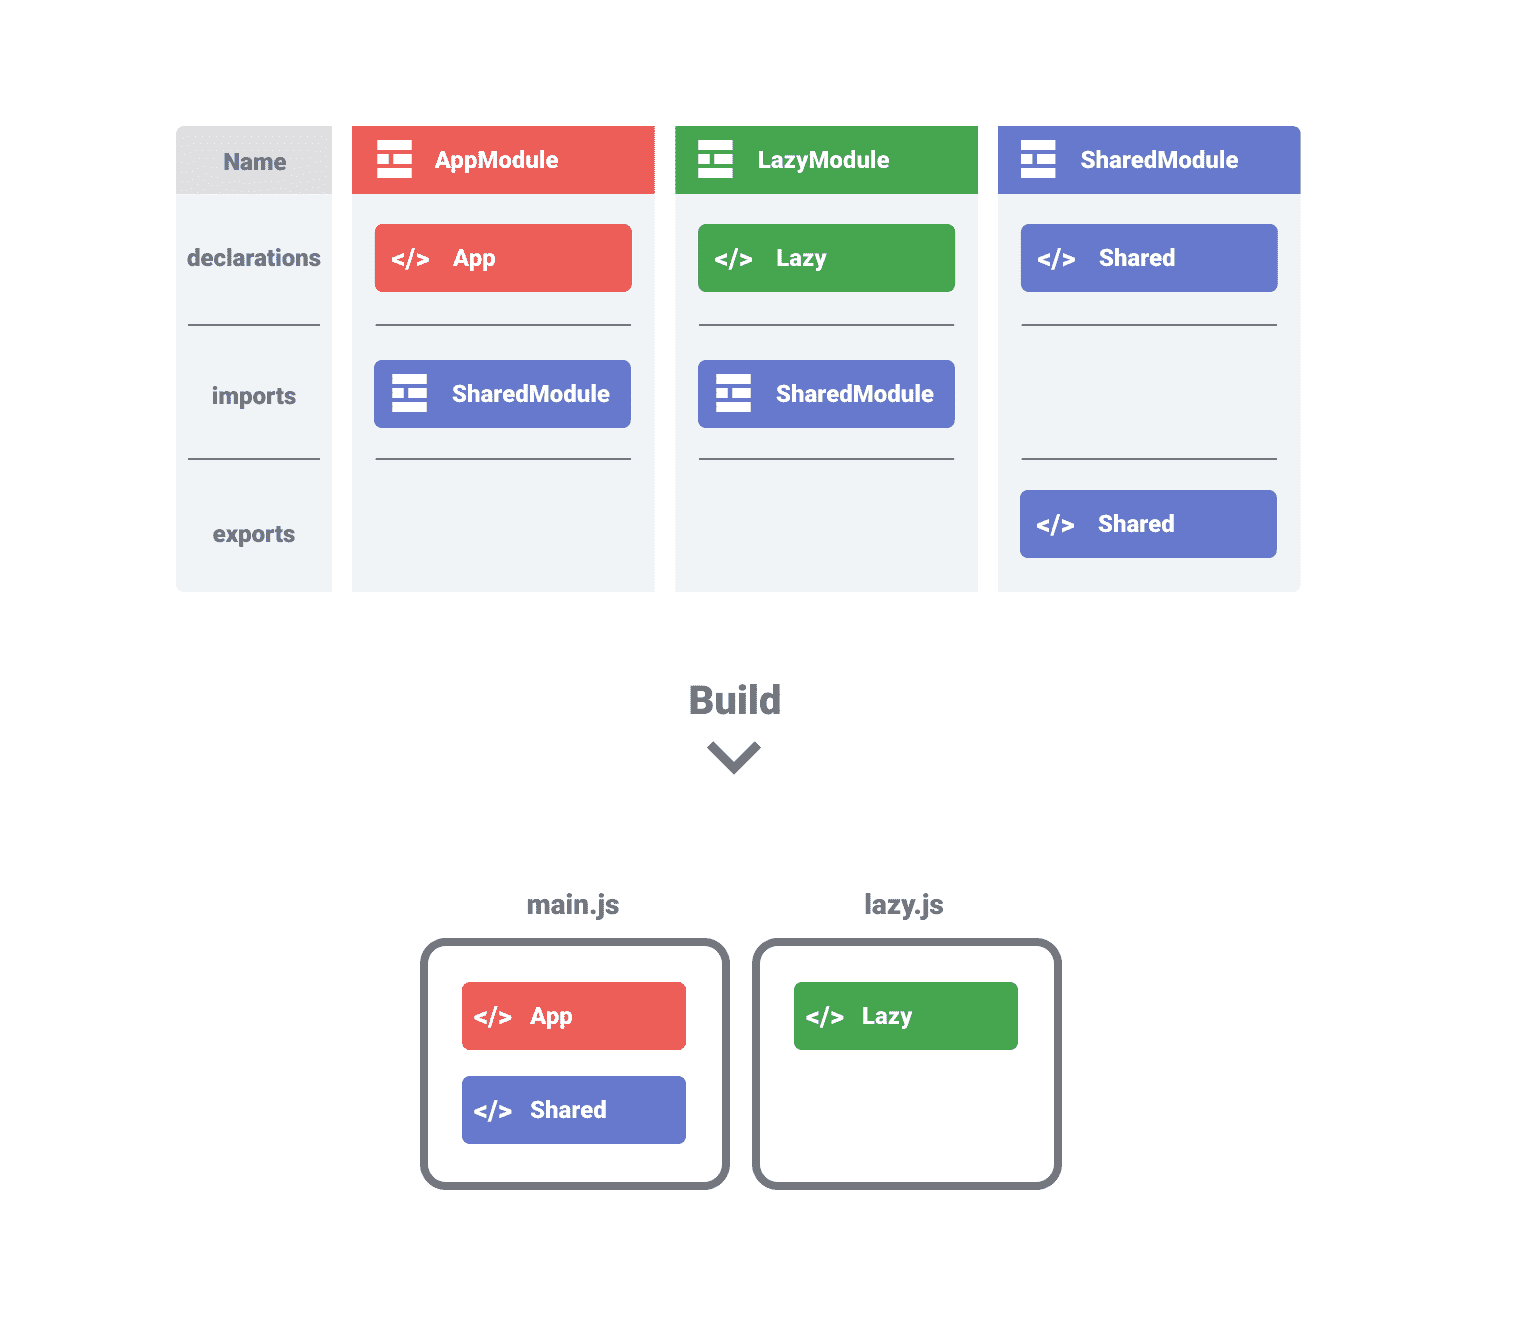 Name AppModule LazyModule SharedModule
declarations </> App </> Lazy </> Shared
imports SharedModule SharedModule
exports </> Shared
Build
main.js lazy.js
</> App </> Lazy
</> Shared